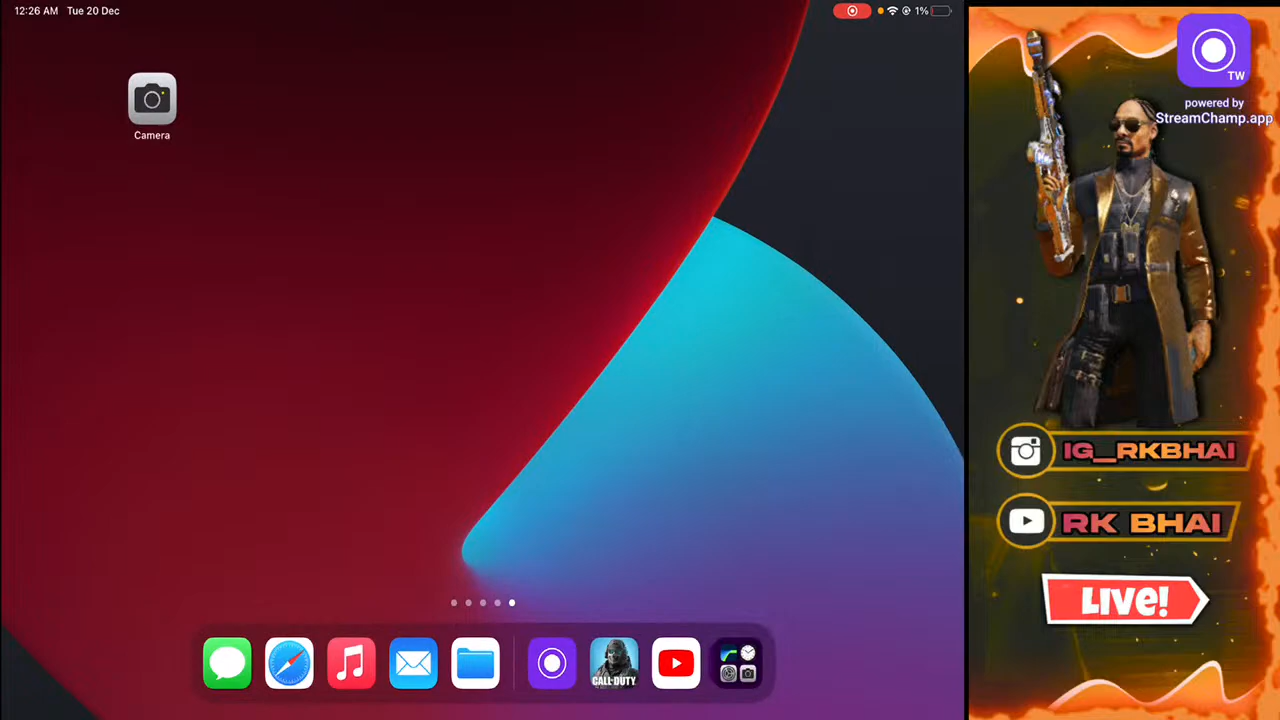 12:26 AM Tue 20 Dec
1%
Camera
TW
powered by
StreamChamp.app
IG_RKBHAI
RK BHAI
LIVE!
CALL DUTY